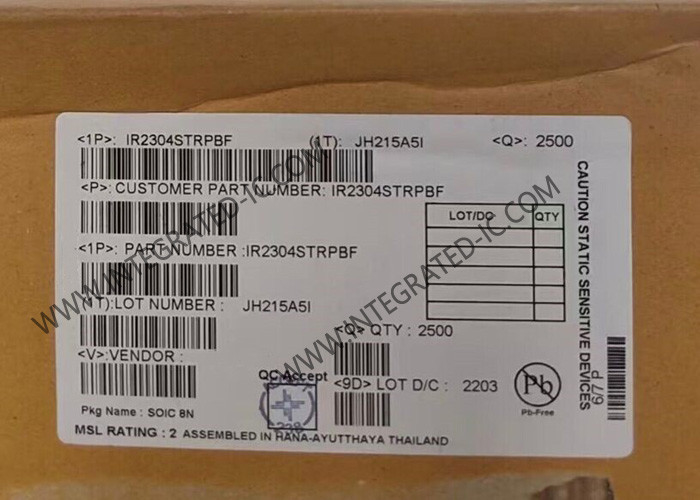 <1P>: IR2304STRPBF (1T): JH215A5I <Q>: 2500
<P>: CUSTOMER PART NUMBER: IR2304STRPBF
LOT/DC QTY
<1P>: PART NUMBER :IR2304STRPBF
(1T):LOT NUMBER : JH215A5I
<Q> QTY : 2500
<V>:VENDOR :
QC Accept
<9D> LOT D/C : 2203
Pb
Pb-Free
Pkg Name : SOIC 8N
MSL RATING : 2 ASSEMBLED IN HANA-AYUTTHAYA THAILAND
CAUTION STATIC SENSITIVE DEVICES
WWW.INTEGRATED-IC.COM
WWW.INTEGRATED-IC.COM